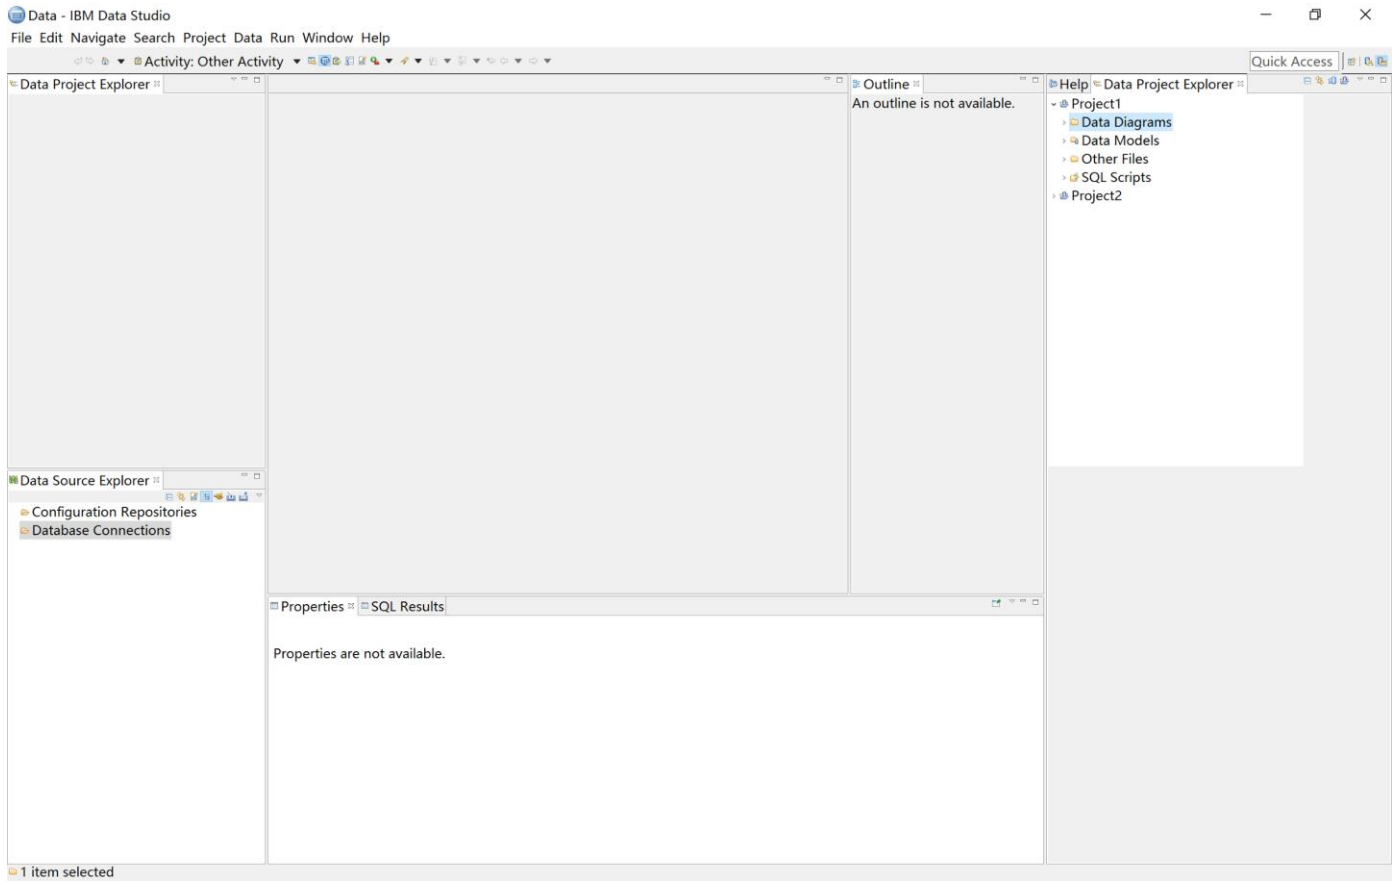 Data - IBM Data Studio
File Edit Navigate Search Project Data Run Window Help
Activity: Other Activity
Quick Access
Data Project Explorer
Outline
Help Data Project Explorer
An outline is not available.
Project1
Data Diagrams
Data Models
Other Files
SQL Scripts
Project2
Data Source Explorer
Configuration Repositories
Database Connections
Properties SQL Results
Properties are not available.
1 item selected